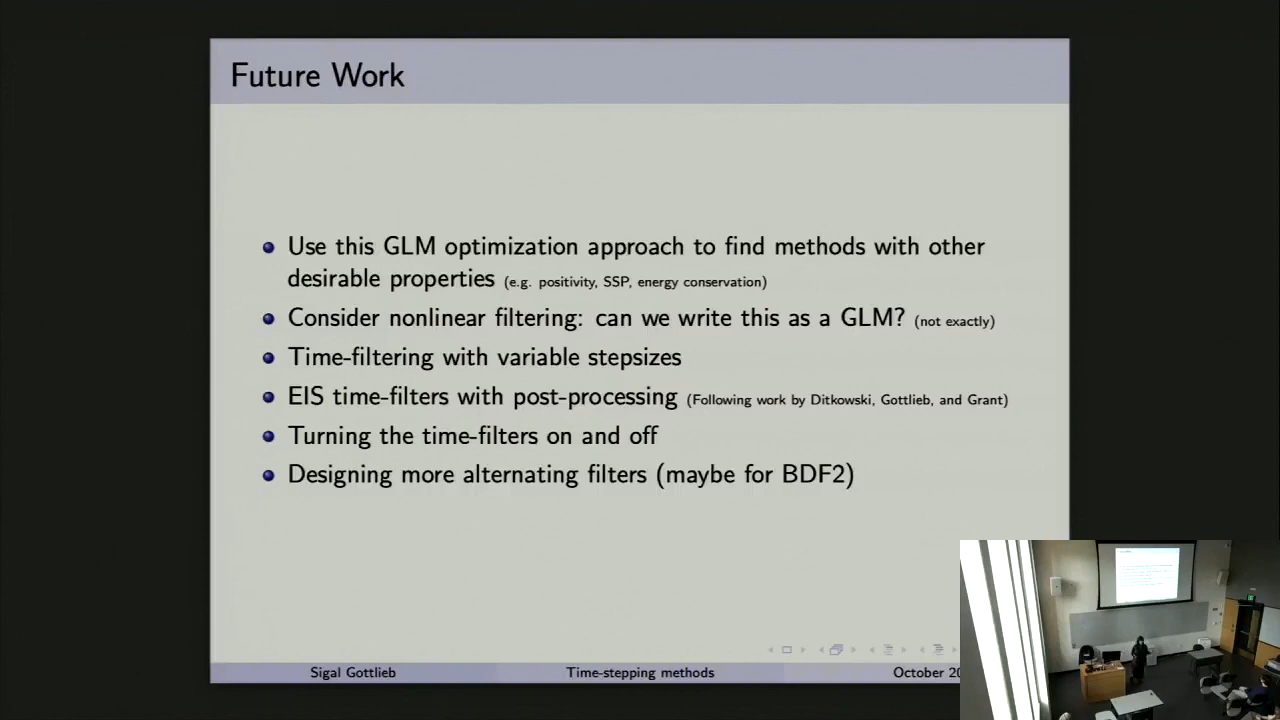 Future Work
Use this GLM optimization approach to find methods with other
desirable properties (e.g. positivity, SSP, energy conservation)
Consider nonlinear filtering: can we write this as a GLM? (not exactly)
Time-filtering with variable stepsizes
EIS time-filters with post-processing (Following work by Ditkowski, Gottlieb, and Grant)
Turning the time-filters on and off
Designing more alternating filters (maybe for BDF2)
Sigal Gottlieb Time-stepping methods October